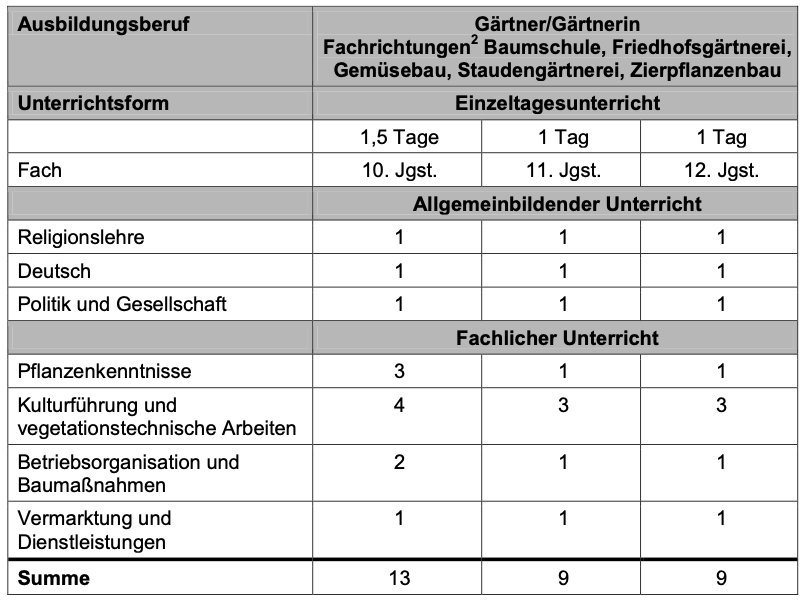 Ausbildungsberuf Gärtner/Gärtnerin
Fachrichtungen² Baumschule, Friedhofsgärtnerei,
Gemüsebau, Staudengärtnerei, Zierpflanzenbau
Unterrichtsform Einzeltagesunterricht
1,5 Tage 1 Tag 1 Tag
Fach 10. Jgst. 11. Jgst. 12. Jgst.
Allgemeinbildender Unterricht
Religionslehre 1 1 1
Deutsch 1 1 1
Politik und Gesellschaft 1 1 1
Fachlicher Unterricht
Pflanzenkenntnisse 3 1 1
Kulturführung und 4 3 3
vegetationstechnische Arbeiten
Betriebsorganisation und 2 1 1
Baumaßnahmen
Vermarktung und 1 1 1
Dienstleistungen
Summe 13 9 9